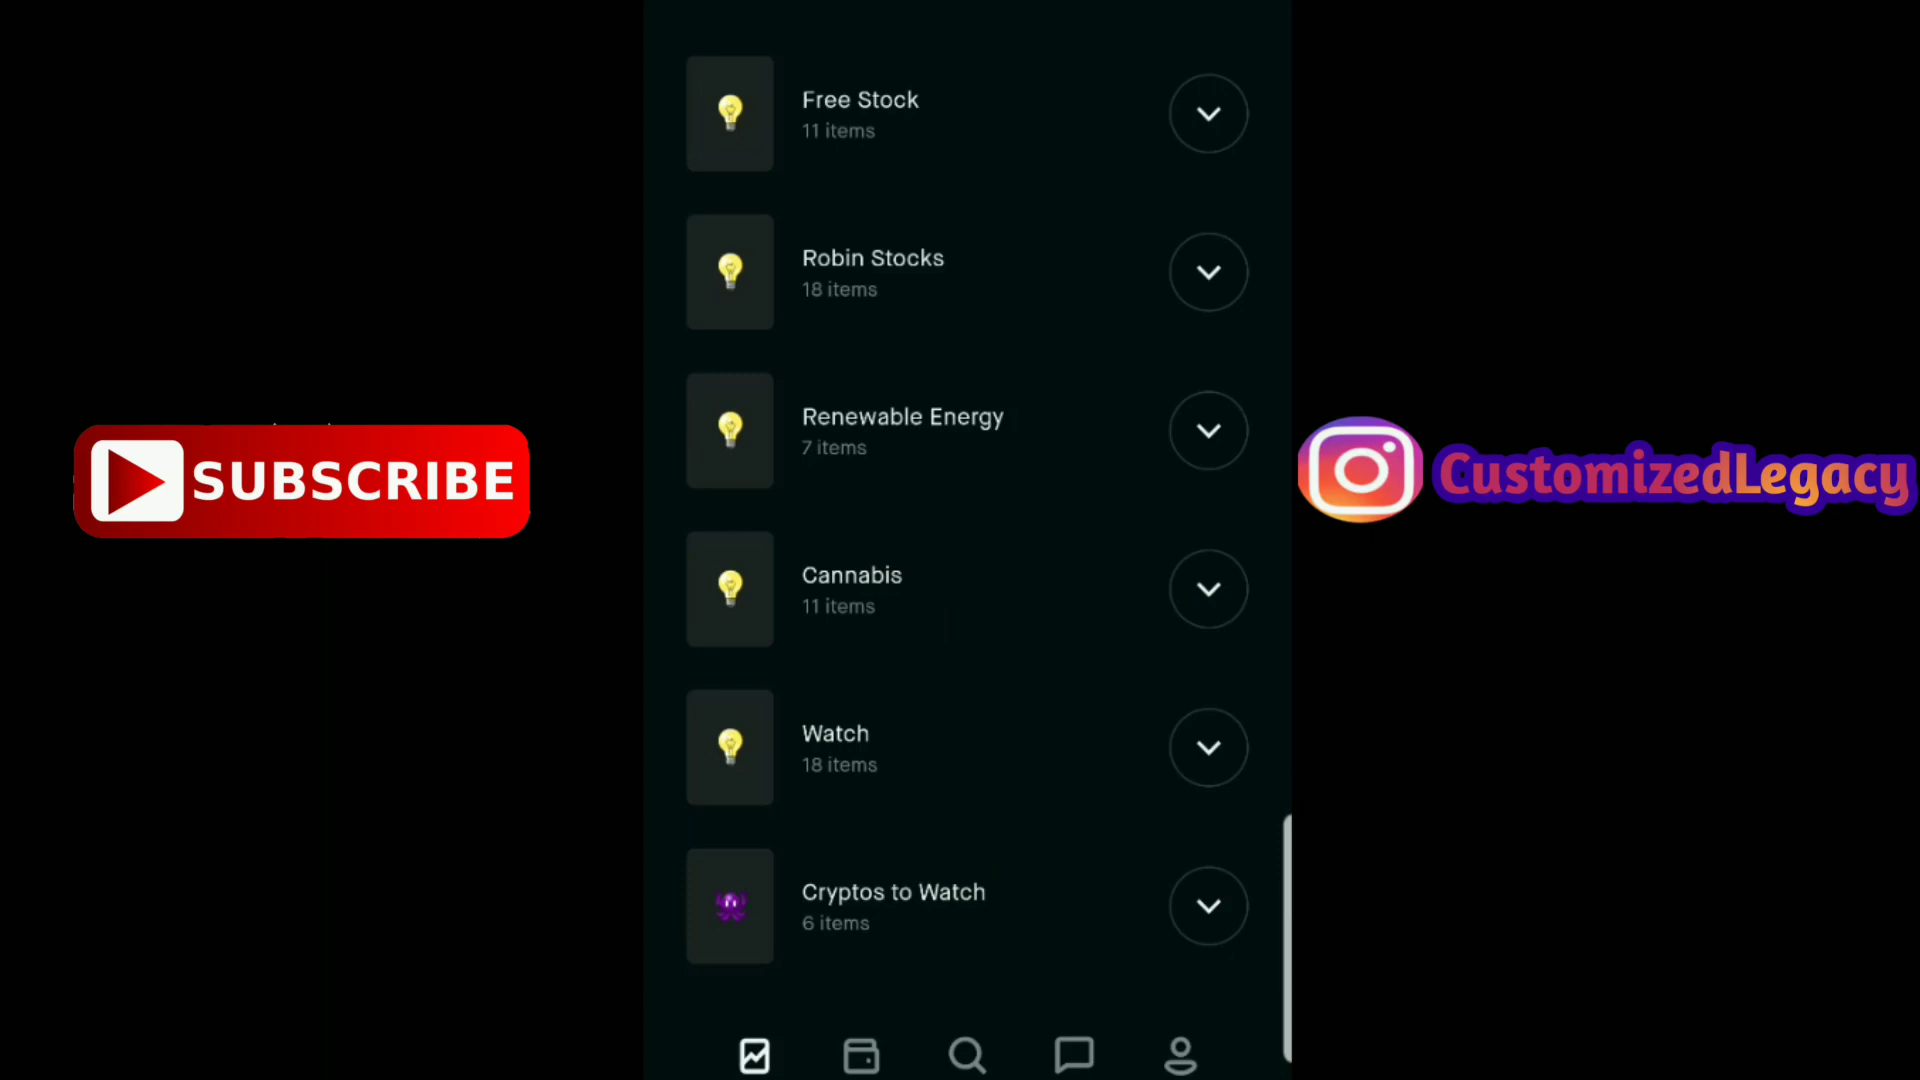 Free Stock
11 items
Robin Stocks
18 items
Renewable Energy
7 items
SUBSCRIBE
CustomizedLegacy
Cannabis
11 items
Watch
18 items
Cryptos to Watch
6 items